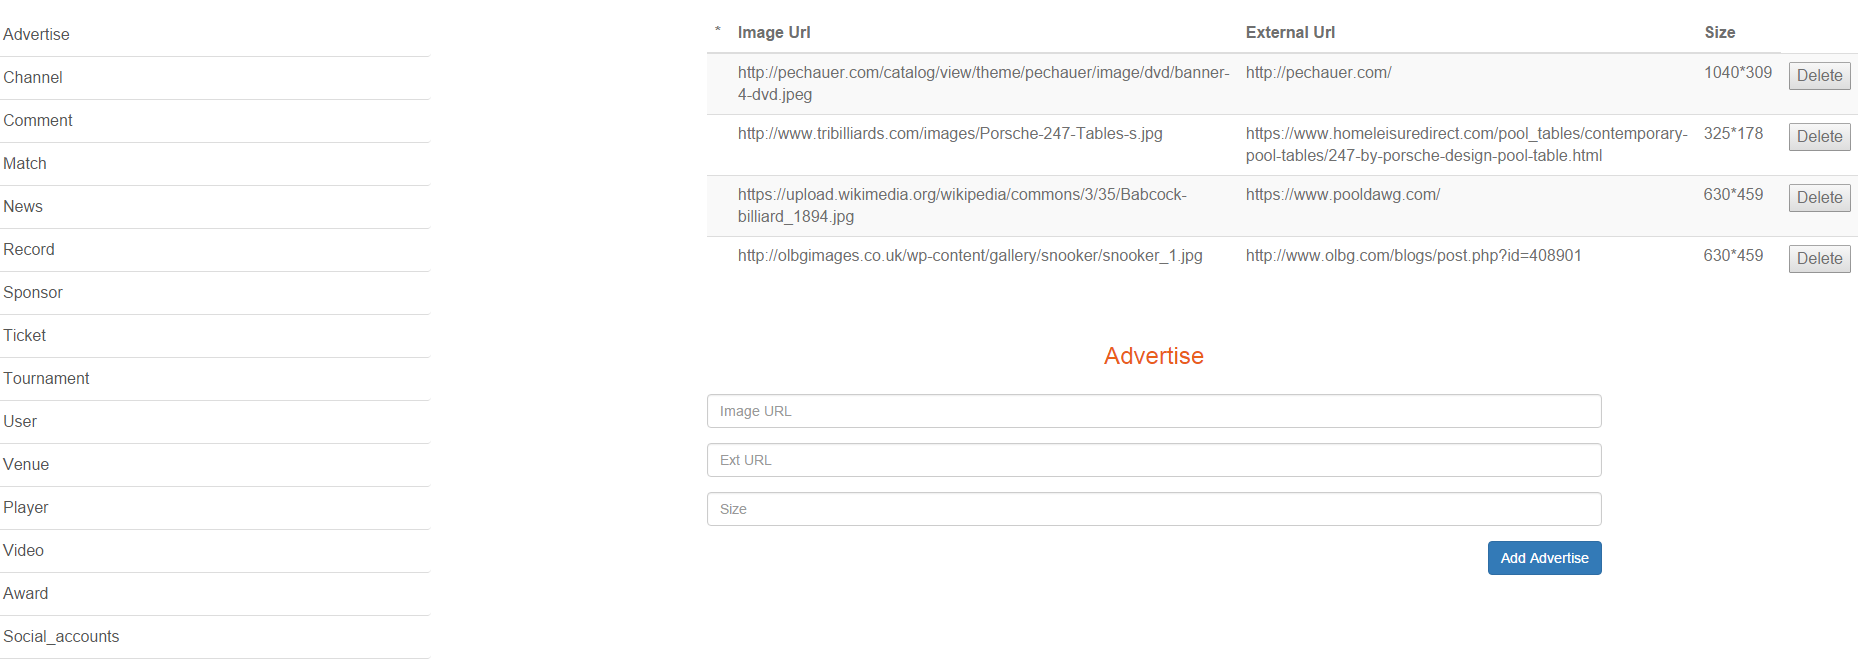 Advertise
Channel
Comment
Match
News
Record
Sponsor
Ticket
Tournament
User
Venue
Player
Video
Award
Social_accounts
* Image Url External Url Size
http://pechauer.com/catalog/view/theme/pechauer/image/dvd/banner- http://pechauer.com/ 1040*309 Delete
4-dvd.jpeg
http://www.tribilliards.com/images/Porsche-247-Tables-s.jpg https://www.homeleisuredirect.com/pool_tables/contemporary- 325*178 Delete
pool-tables/247-by-porsche-design-pool-table.html
https://upload.wikimedia.org/wikipedia/commons/3/35/Babcock- https://www.pooldawg.com/ 630*459 Delete
billiard_1894.jpg
http://olbgimages.co.uk/wp-content/gallery/snooker/snooker_1.jpg http://www.olbg.com/blogs/post.php?id=408901 630*459 Delete
Advertise
Image URL
Ext URL
Size
Add Advertise